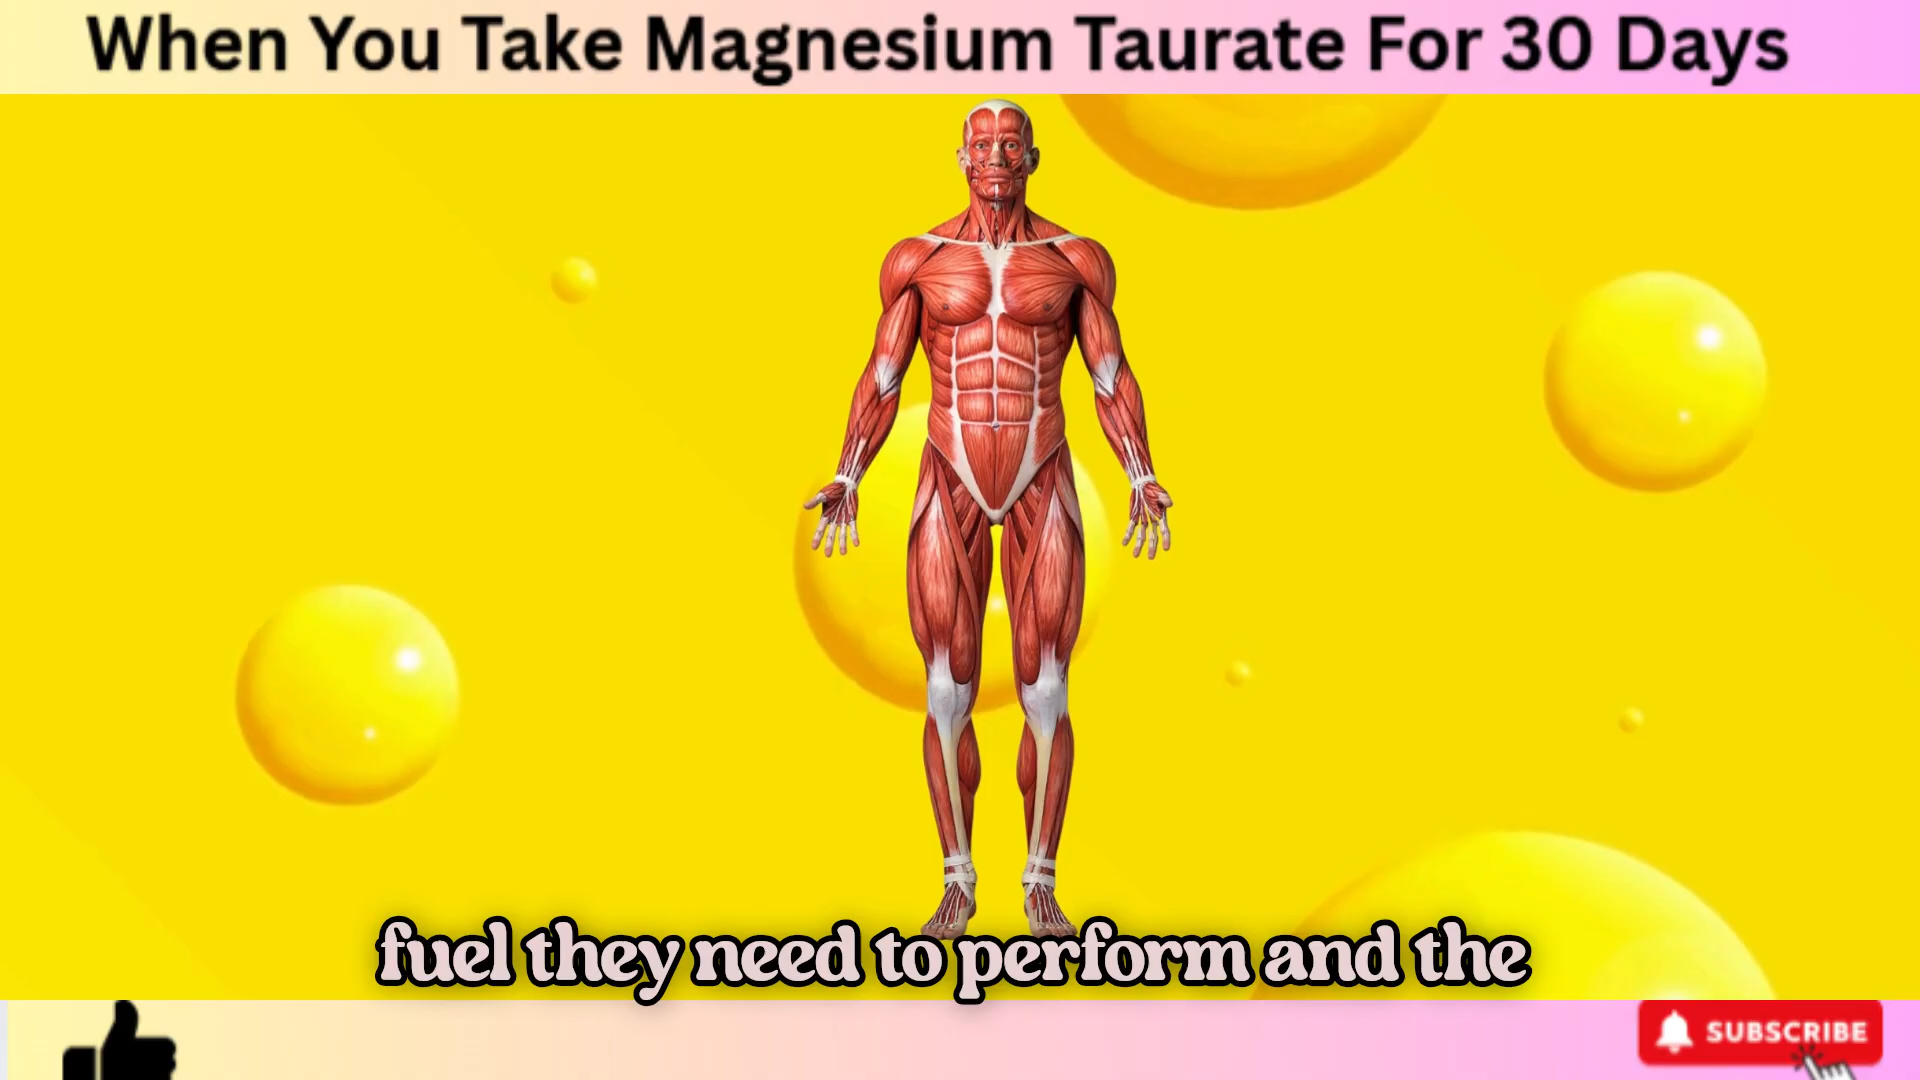 When You Take Magnesium Taurate For 30 Days
fuel they need to perform and the
SUBSCRIBE